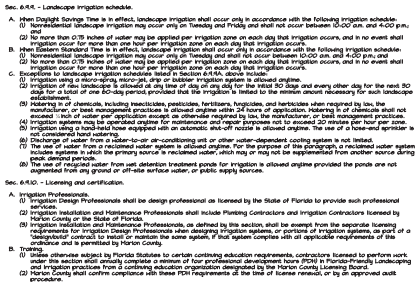 Sec. 6.9.9. - Landscape irrigation schedule.
A. When Daylight Savings Time is in effect, landscape irrigation shall occur only in accordance with the following irrigation schedule:
(1) Nonresidential landscape irrigation may occur only on Tuesday and Friday and shall not occur between 10:00 a.m. and 4:00 p.m.; and
(2) No more than 0.75 inches of water may be applied per irrigation zone on each day that irrigation occurs, and in no event shall irrigation occur for more than one hour per irrigation zone on each day that irrigation occurs.
B. When Eastern Standard Time is in effect, landscape irrigation shall occur only in accordance with the following irrigation schedule:
(1) Nonresidential landscape irrigation may occur only on Tuesday and shall not occur between 10:00 a.m. and 4:00 p.m.; and
(2) No more than 0.75 inches of water may be applied per irrigation zone on each day that irrigation occurs, and in no event shall irrigation occur for more than one hour per irrigation zone on each day that irrigation occurs.
C. Exceptions to landscape irrigation schedules listed in Section 6.9.9.A. above include:
(1) Irrigation using a micro-spray, micro-jet, drip or bubbler irrigation system is allowed anytime.
(2) Irrigation of new landscape is allowed at any time of day on any day for the initial 30 days and every other day for the next 30 days for a total of one 60-day period, provided that the irrigation is limited to the minimum amount necessary for such landscape establishment.
(3) Watering in of chemicals, including insecticides, pesticides, fertilizers, fungicides, and herbicides when required by law, the manufacturer, or best management practices is allowed anytime within 24 hours of application. Watering in of chemicals shall not exceed ¼ inch of water per application except as otherwise required by law, the manufacturer, or best management practices.
(4) Irrigation systems may be operated anytime for maintenance and repair purposes not to exceed 20 minutes per hour per zone.
(5) Irrigation using a hand-held hose equipped with an automatic shut-off nozzle is allowed anytime. The use of a hose-end sprinkler is not considered hand watering.
(6) Discharge of water from a water-to-air air-conditioning unit or other water-dependent cooling system is not limited.
(7) The use of water from a reclaimed water system is allowed anytime. For the purpose of this paragraph, a reclaimed water system includes systems in which the primary source is reclaimed water, which may or may not be supplemented from another source during peak demand periods.
(8) The use of recycled water from wet detention treatment ponds for irrigation is allowed anytime provided the ponds are not augmented from any ground or off-site surface water, or public supply sources.
Sec. 6.9.10. - Licensing and certification.
A. Irrigation Professionals.
(1) Irrigation Design Professionals shall be design professional as licensed by the State of Florida to provide such professional services.
(2) Irrigation Installation and Maintenance Professionals shall include Plumbing Contractors and Irrigation Contractors licensed by Marion County or the State of Florida.
(3) Irrigation Installation and Maintenance Professionals, as defined by this section, shall be exempt from the separate licensing requirements for Irrigation Design Professionals when designing irrigation systems, or portions of irrigation systems, as part of a "design/build" contract to install or maintain the same system, if that system complies with all applicable requirements of this ordinance and is permitted by Marion County.
B. Training.
(1) Unless otherwise subject by Florida Statutes to certain continuing education requirements, contractors licensed to perform work under this section shall annually complete a minimum of four professional development hours (PDH) in Florida-Friendly Landscaping and irrigation practices from a continuing education organization designated by the Marion County Licensing Board.
(2) Marion County shall confirm compliance with these PDH requirements at the time of license renewal, or by an approved audit procedure.